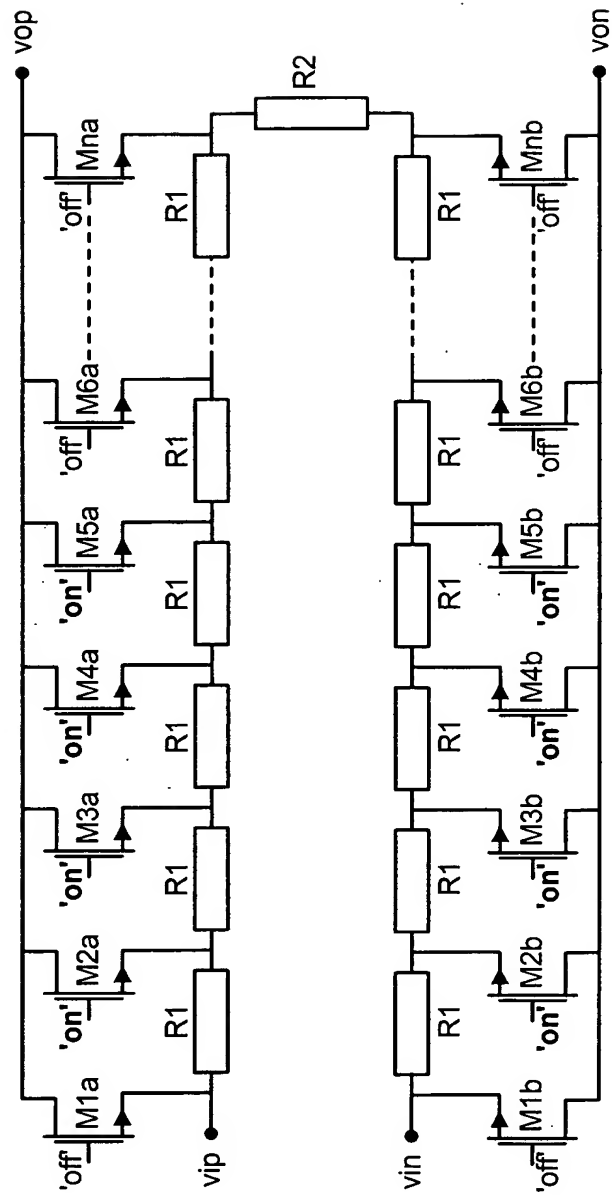 vop
M1a M2a M3a M4a M5a M6a Mna
'off' 'on' 'on' 'on' 'on' 'off' 'off'
R1 R1 R1 R1 R1 R1
vip
R2
vin
R1 R1 R1 R1 R1 R1
M1b M2b M3b M4b M5b M6b Mnb
'off' 'on' 'on' 'on' 'on' 'off' 'off'
von